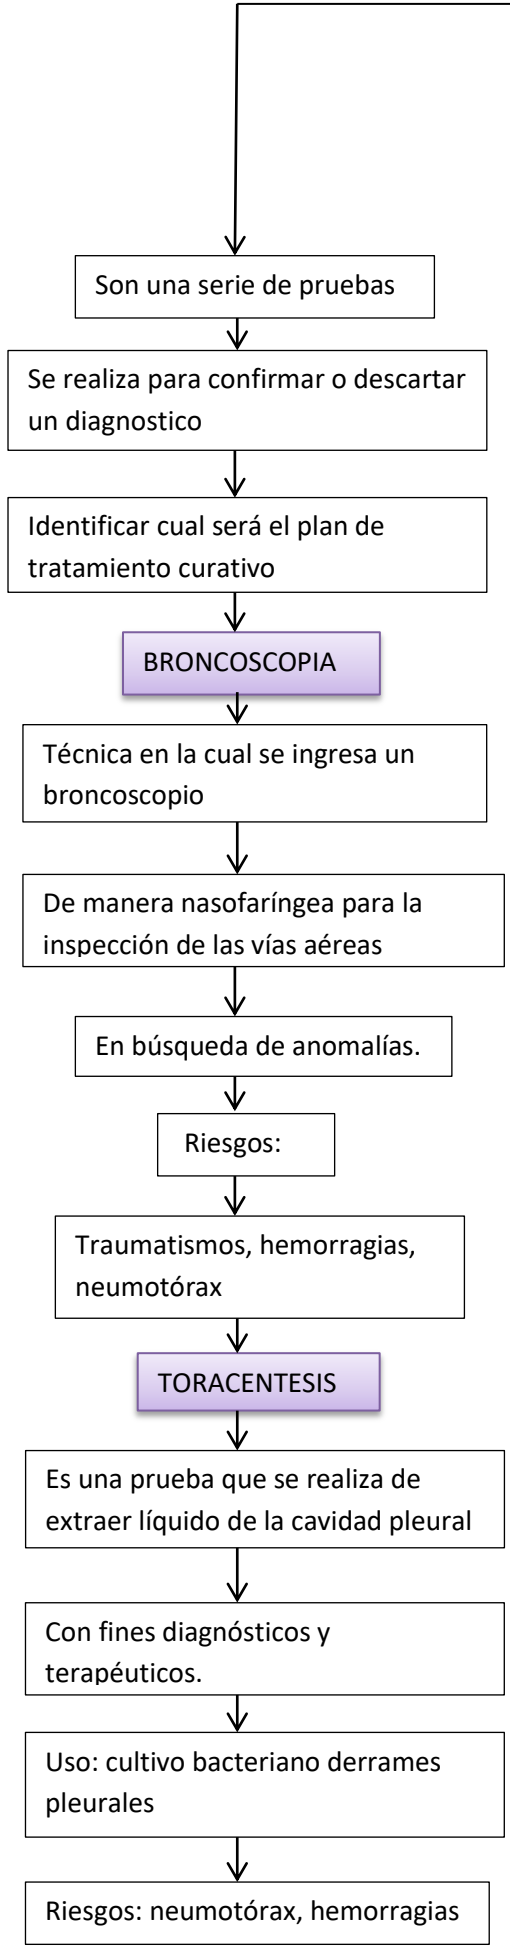 Son una serie de pruebas
Se realiza para confirmar o descartar
un diagnostico
Identificar cual será el plan de
tratamiento curativo
BRONCOSCOPIA
Técnica en la cual se ingresa un
broncoscopio
De manera nasofaríngea para la
inspección de las vías aéreas
En búsqueda de anomalías.
Riesgos:
Traumatismos, hemorragias,
neumotórax
TORACENTESIS
Es una prueba que se realiza de
extraer líquido de la cavidad pleural
Con fines diagnósticos y
terapéuticos.
Uso: cultivo bacteriano derrames
pleurales
Riesgos: neumotórax, hemorragias